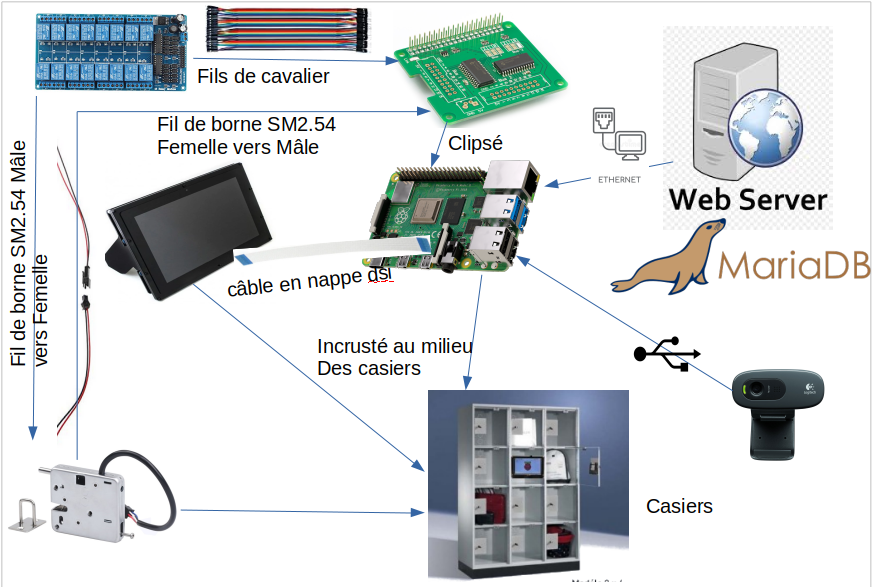 Fils de cavalier
Fil de borne SM2.54
Femelle vers Mâle
Clipsé
ETHERNET
Web Server
MariaDB
Fil de borne SM2.54 Mâle
vers Femelle
câble en nappe dsi
Incrusté au milieu
Des casiers
Casiers